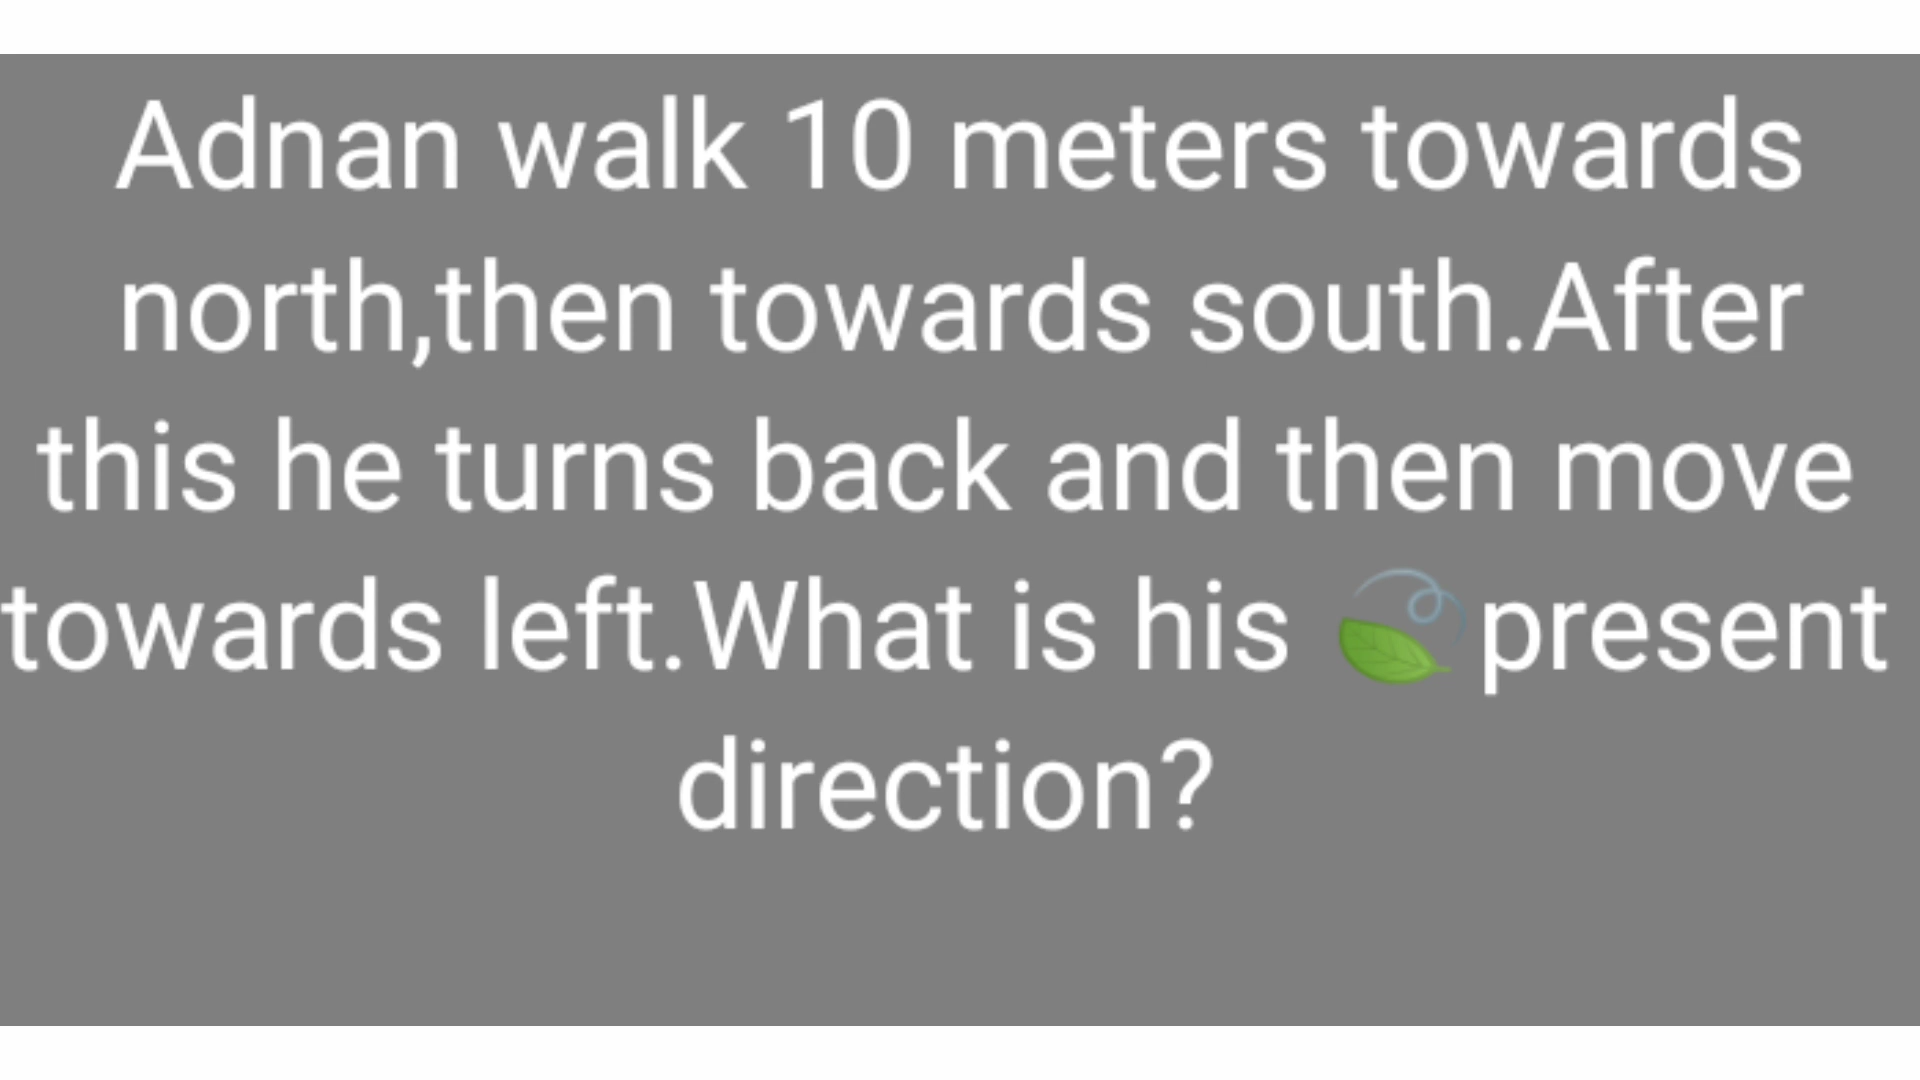 Adnan walk 10 meters towards
north,then towards south.After
this he turns back and then move
towards left.What is his 🍃present
direction?